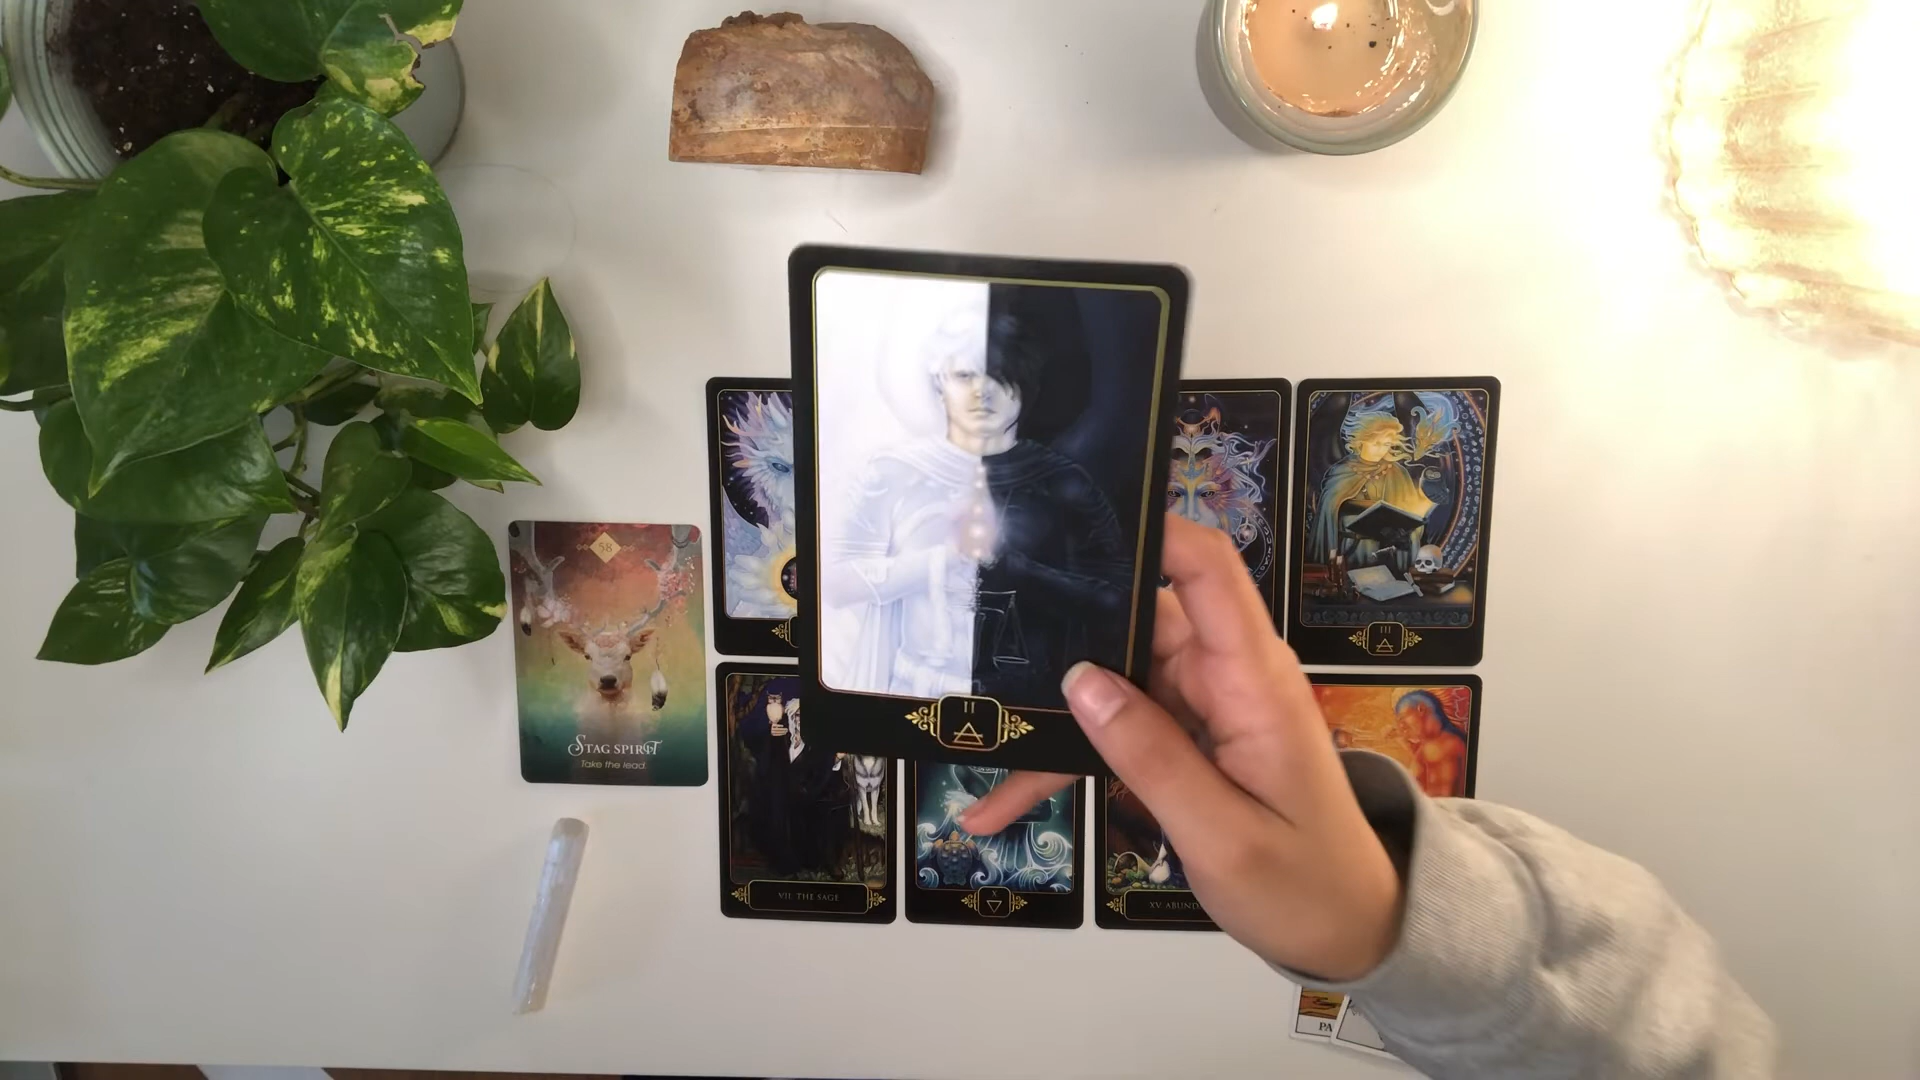 58
STAG SPIRIT
Take the lead
II
III
VII. THE SAGE
X
XV ABUND
PA